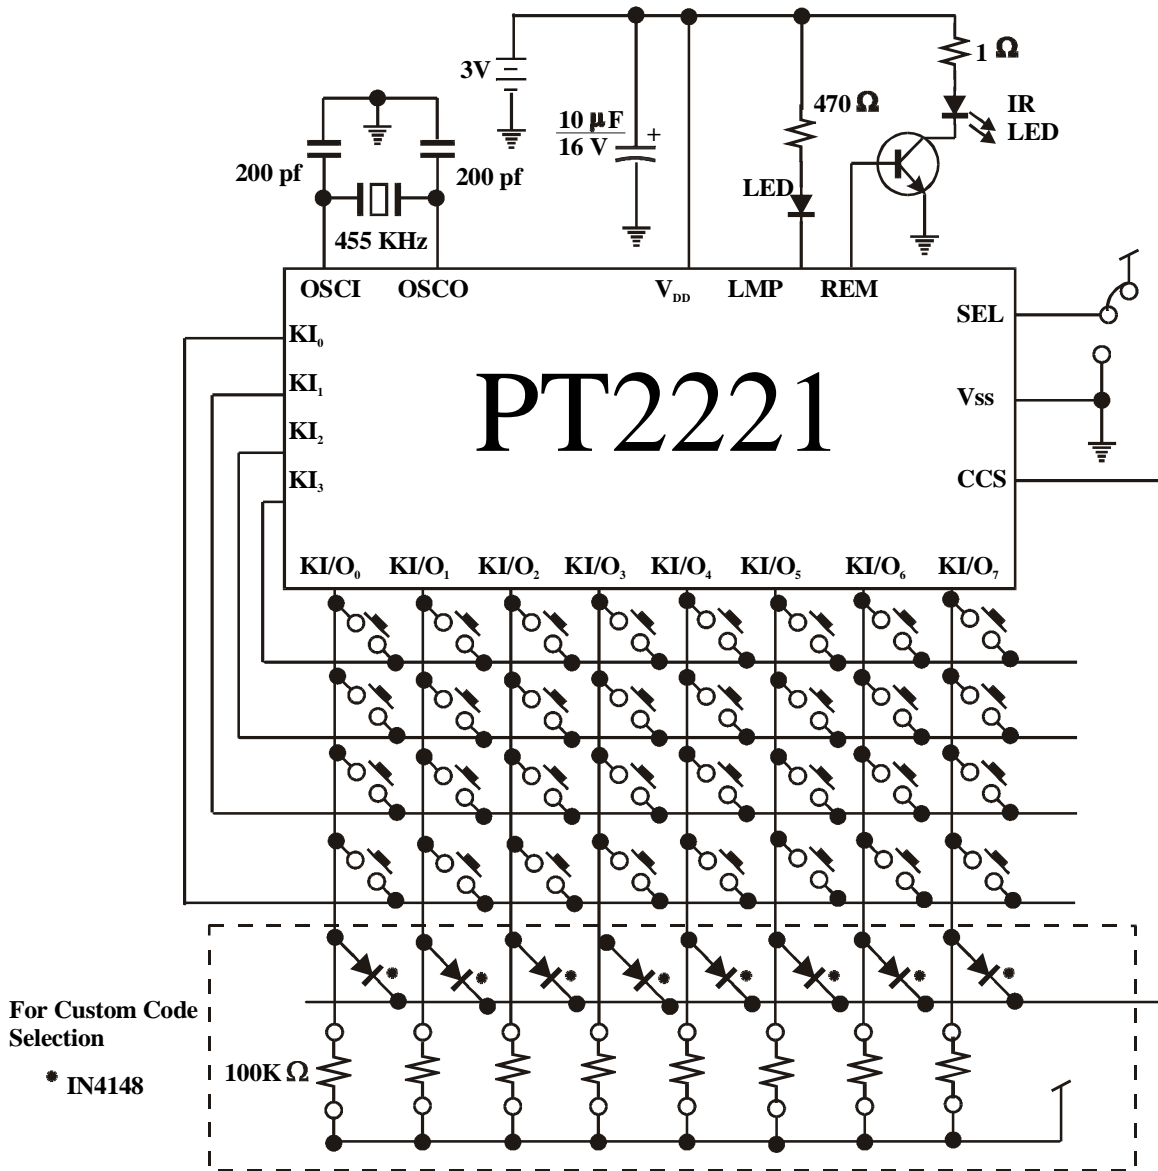 1 Ω
3V
470 Ω
IR
LED
10 μF
16 V
+
200 pf
200 pf
LED
455 KHz
OSCI
OSCO
VDD
LMP
REM
SEL
KI0
KI1
KI2
KI3
PT2221
Vss
CCS
KI/O0
KI/O1
KI/O2
KI/O3
KI/O4
KI/O5
KI/O6
KI/O7
For Custom Code
Selection
* IN4148
100K Ω